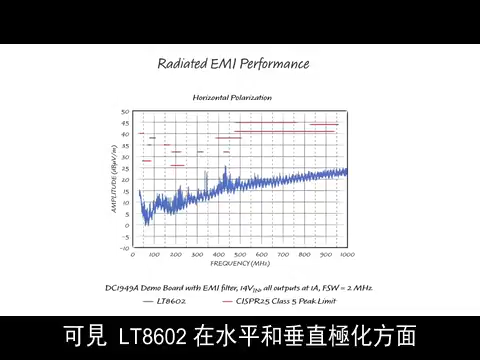 Radiated EMI Performance
Horizontal Polarization
50
45
40
35
30
25
20
15
10
5
0
-5
-10
AMPLITUDE (dBμV/m)
0 100 200 300 400 500 600 700 800 900 1000
FREQUENCY (MHz)
DC1949A Demo Board with EMI filter, 14VIN, all outputs at 1A, FSW = 2 MHz.
LT8602 CISPR25 Class 5 Peak Limit
可見 LT8602 在水平和垂直極化方面